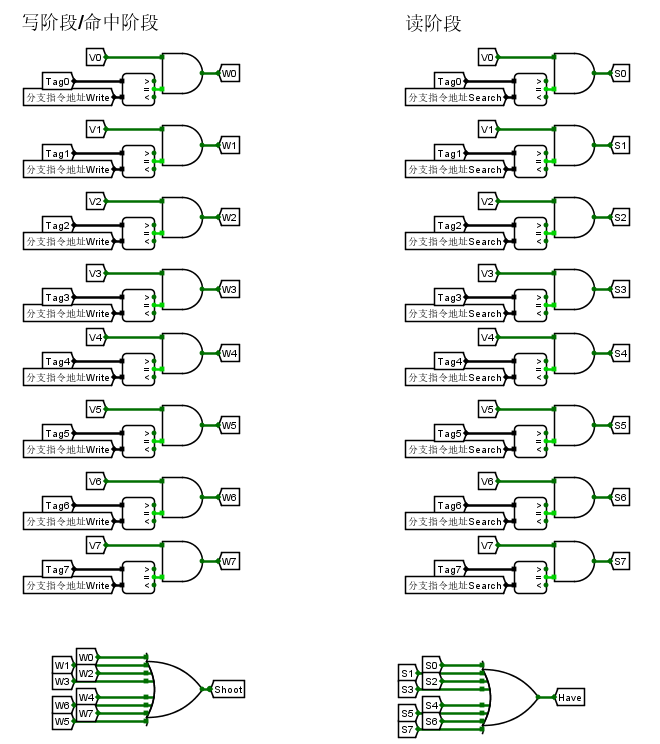 写阶段/命中阶段
V0
Tag0
分支指令地址Write
>
=
<
W0
V1
Tag1
分支指令地址Write
>
=
<
W1
V2
Tag2
分支指令地址Write
>
=
<
W2
V3
Tag3
分支指令地址Write
>
=
<
W3
V4
Tag4
分支指令地址Write
>
=
<
W4
V5
Tag5
分支指令地址Write
>
=
<
W5
V6
Tag6
分支指令地址Write
>
=
<
W6
V7
Tag7
分支指令地址Write
>
=
<
W7
W0
W1
W2
W3
W4
W6
W7
W5
Shoot
读阶段
V0
Tag0
分支指令地址Search
>
=
<
S0
V1
Tag1
分支指令地址Search
>
=
<
S1
V2
Tag2
分支指令地址Search
>
=
<
S2
V3
Tag3
分支指令地址Search
>
=
<
S3
V4
Tag4
分支指令地址Search
>
=
<
S4
V5
Tag5
分支指令地址Search
>
=
<
S5
V6
Tag6
分支指令地址Search
>
=
<
S6
V7
Tag7
分支指令地址Search
>
=
<
S7
S0
S1
S2
S3
S4
S5
S6
S7
Have